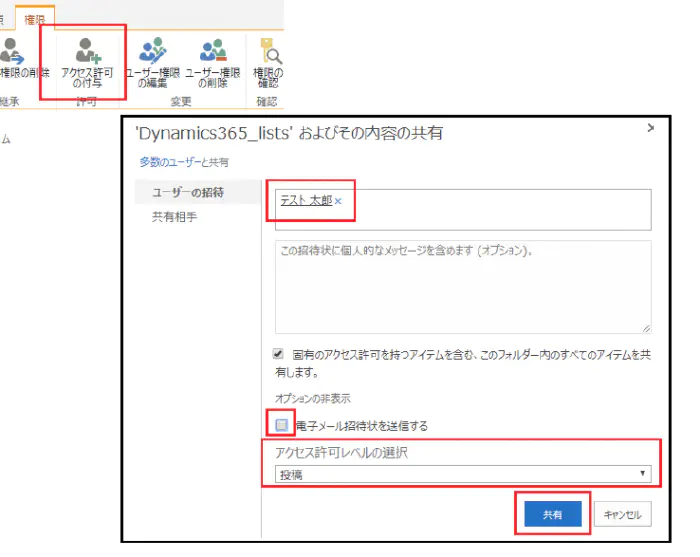 権限
権限の削除
アクセス許可
の付与
ユーザー権限
の編集
ユーザー権限
の削除
権限の
確認
継承
許可
変更
確認
ム
'Dynamics365_lists' およびその内容の共有
多数のユーザーと共有
ユーザーの招待
共有相手
テスト 太郎 ×
この招待状に個人的なメッセージを含めます (オプション)。
固有のアクセス許可を持つアイテムを含む、このフォルダー内のすべてのアイテムを共
有します。
オプションの非表示
電子メール招待状を送信する
アクセス許可レベルの選択
投稿
共有
キャンセル